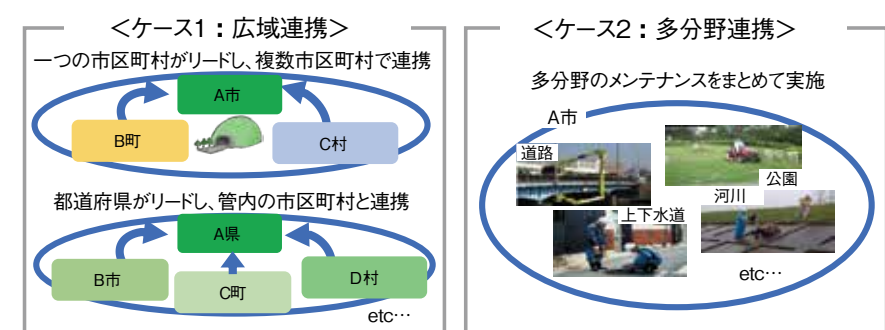 <ケース1：広域連携>
一つの市区町村がリードし、複数市区町村で連携
A市
B町
C村
都道府県がリードし、管内の市区町村と連携
A県
B市
C町
D村
etc…
<ケース2：多分野連携>
多分野のメンテナンスをまとめて実施
A市
道路
公園
河川
上下水道
etc…